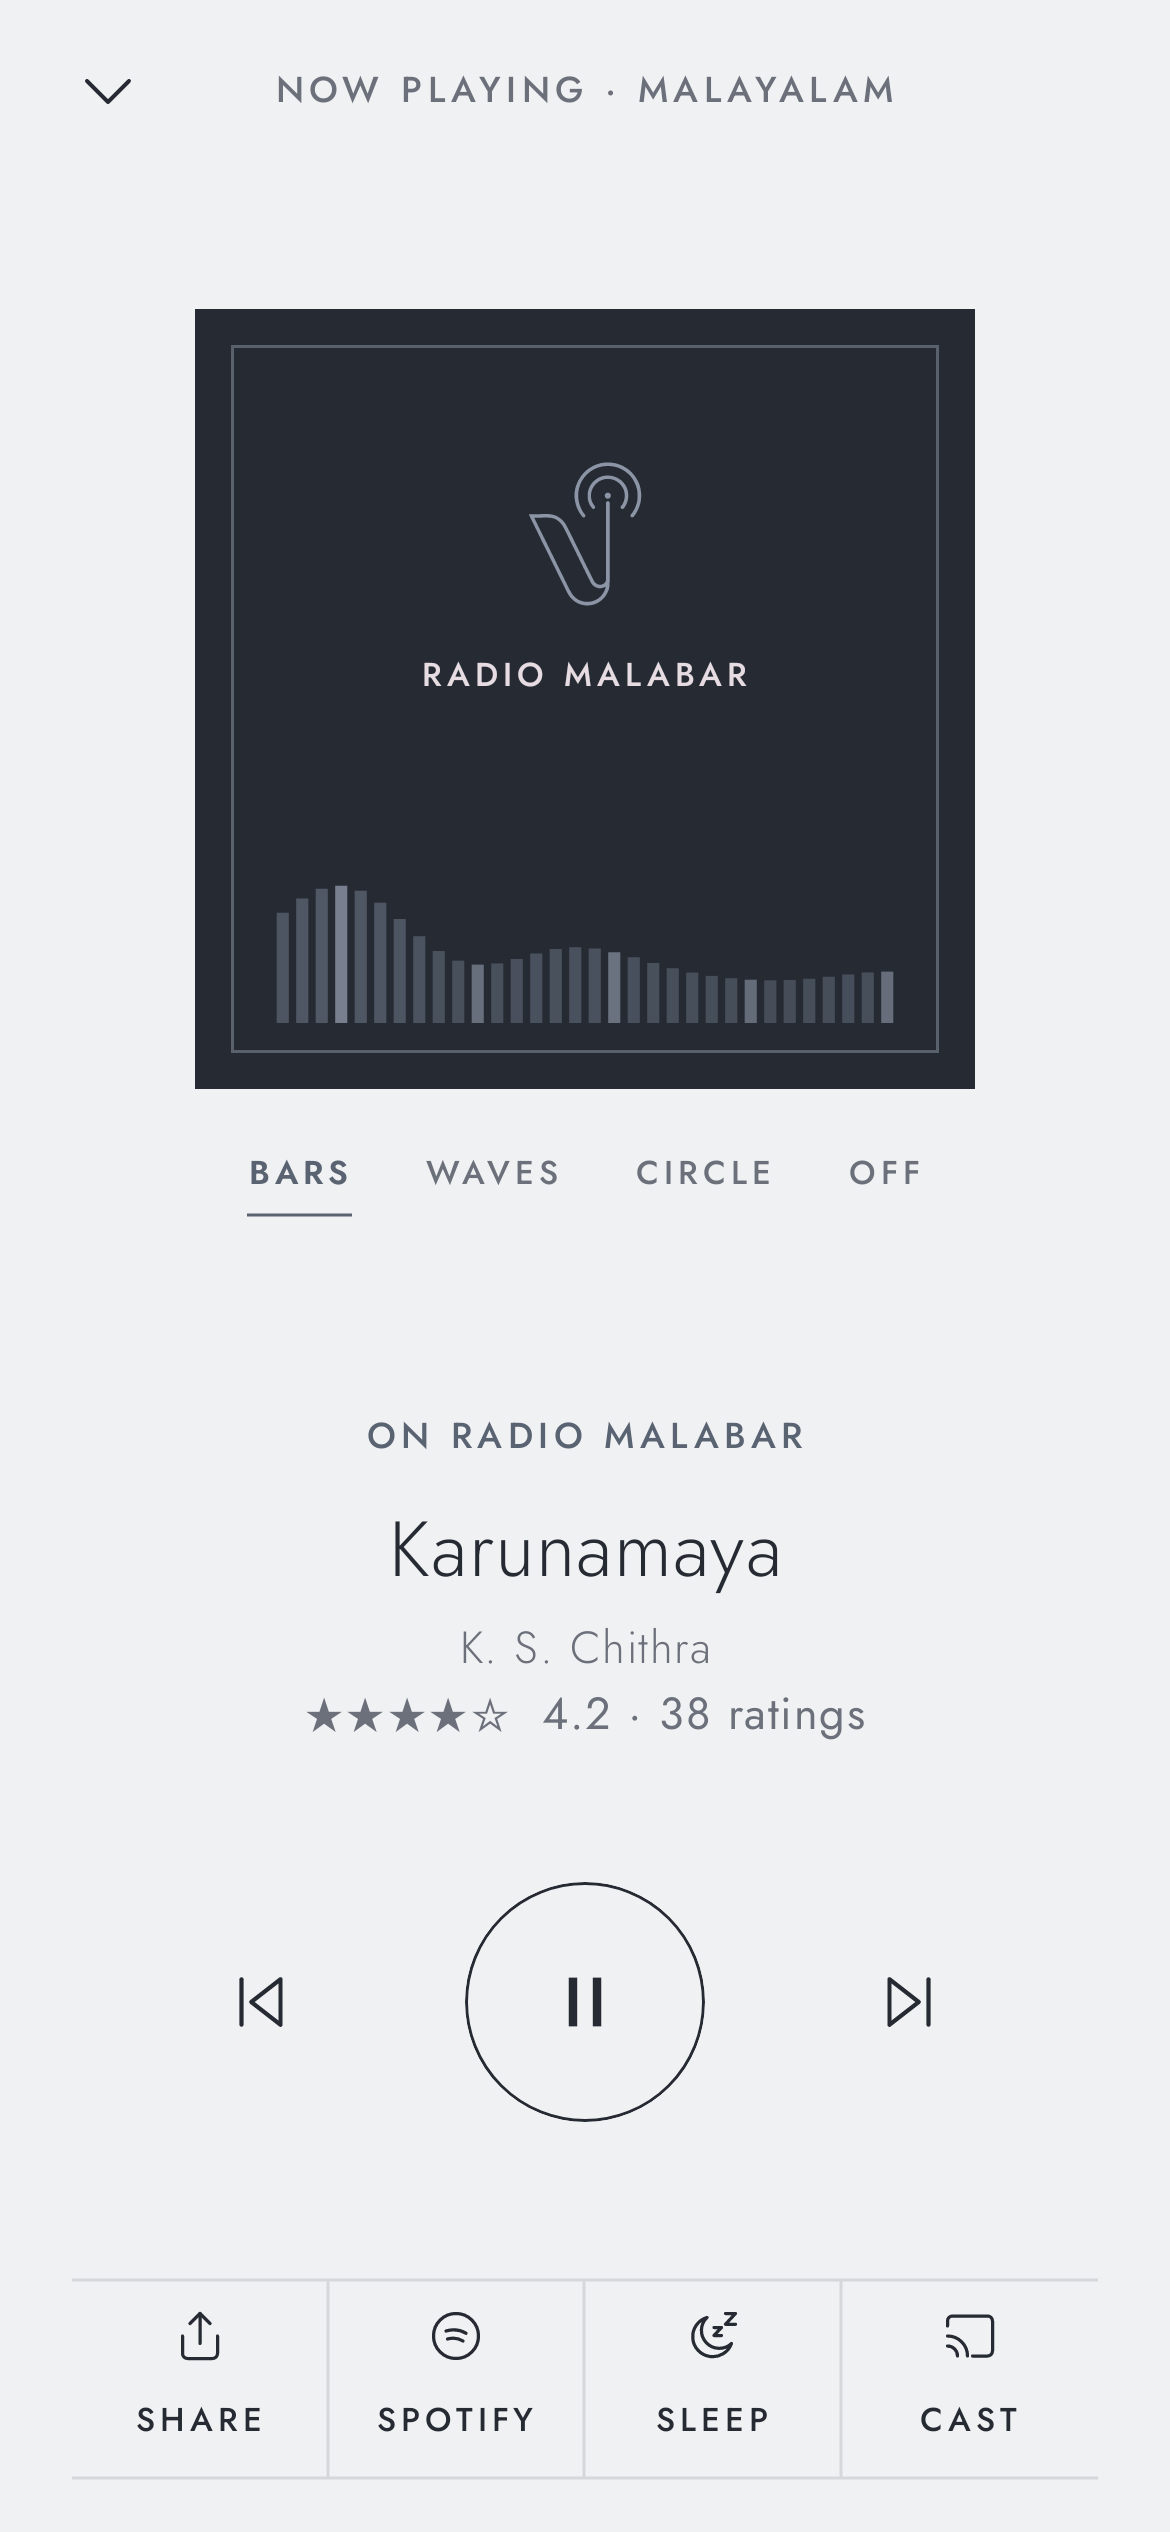 NOW PLAYING · MALAYALAM
RADIO MALABAR
BARS WAVES CIRCLE OFF
ON RADIO MALABAR
Karunamaya
K. S. Chithra
★★★★☆ 4.2 · 38 ratings
SHARE SPOTIFY SLEEP CAST